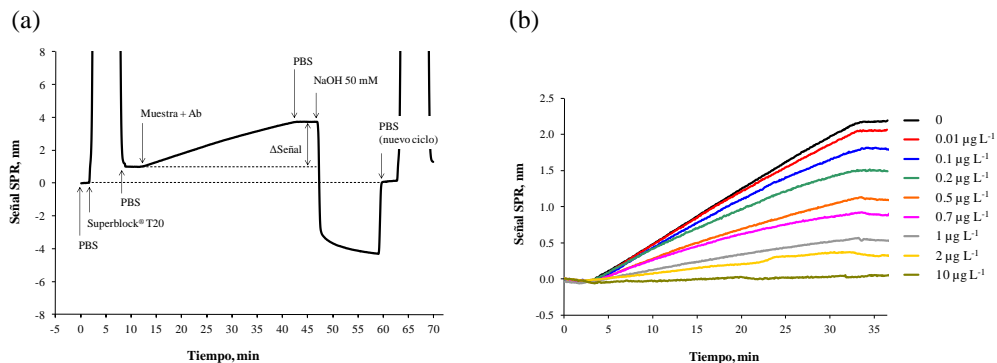 (a)
8
6
4
2
0
-2
-4
-6
-8
Señal SPR, nm
-5 0 5 10 15 20 25 30 35 40 45 50 55 60 65 70
Tiempo, min
PBS
Superblock® T20
PBS
Muestra + Ab
PBS
NaOH 50 mM
ΔSeñal
PBS
(nuevo ciclo)
(b)
2.5
2.0
1.5
1.0
0.5
0.0
-0.5
Señal SPR, nm
0 5 10 15 20 25 30 35
Tiempo, min
0
0.01 µg L-1
0.1 µg L-1
0.2 µg L-1
0.5 µg L-1
0.7 µg L-1
1 µg L-1
2 µg L-1
10 µg L-1